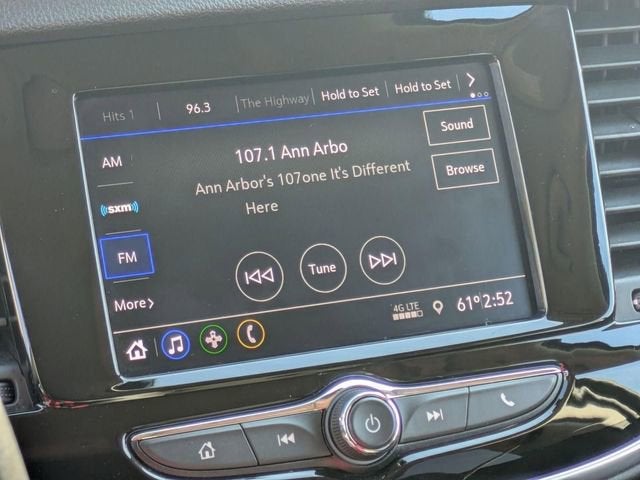 Hits 1 96.3 The Highway Hold to Set Hold to Set
AM
107.1 Ann Arbo
Sound
Ann Arbor's 107one It's Different
Here
Browse
sxm
FM
Tune
More
4G LTE
61° 2:52